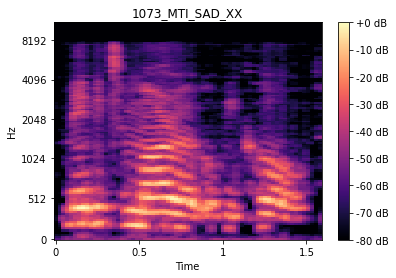 1073_MTI_SAD_XX
8192
4096
2048
1024
512
0
Hz
0
0.5
1
1.5
Time
+0 dB
-10 dB
-20 dB
-30 dB
-40 dB
-50 dB
-60 dB
-70 dB
-80 dB